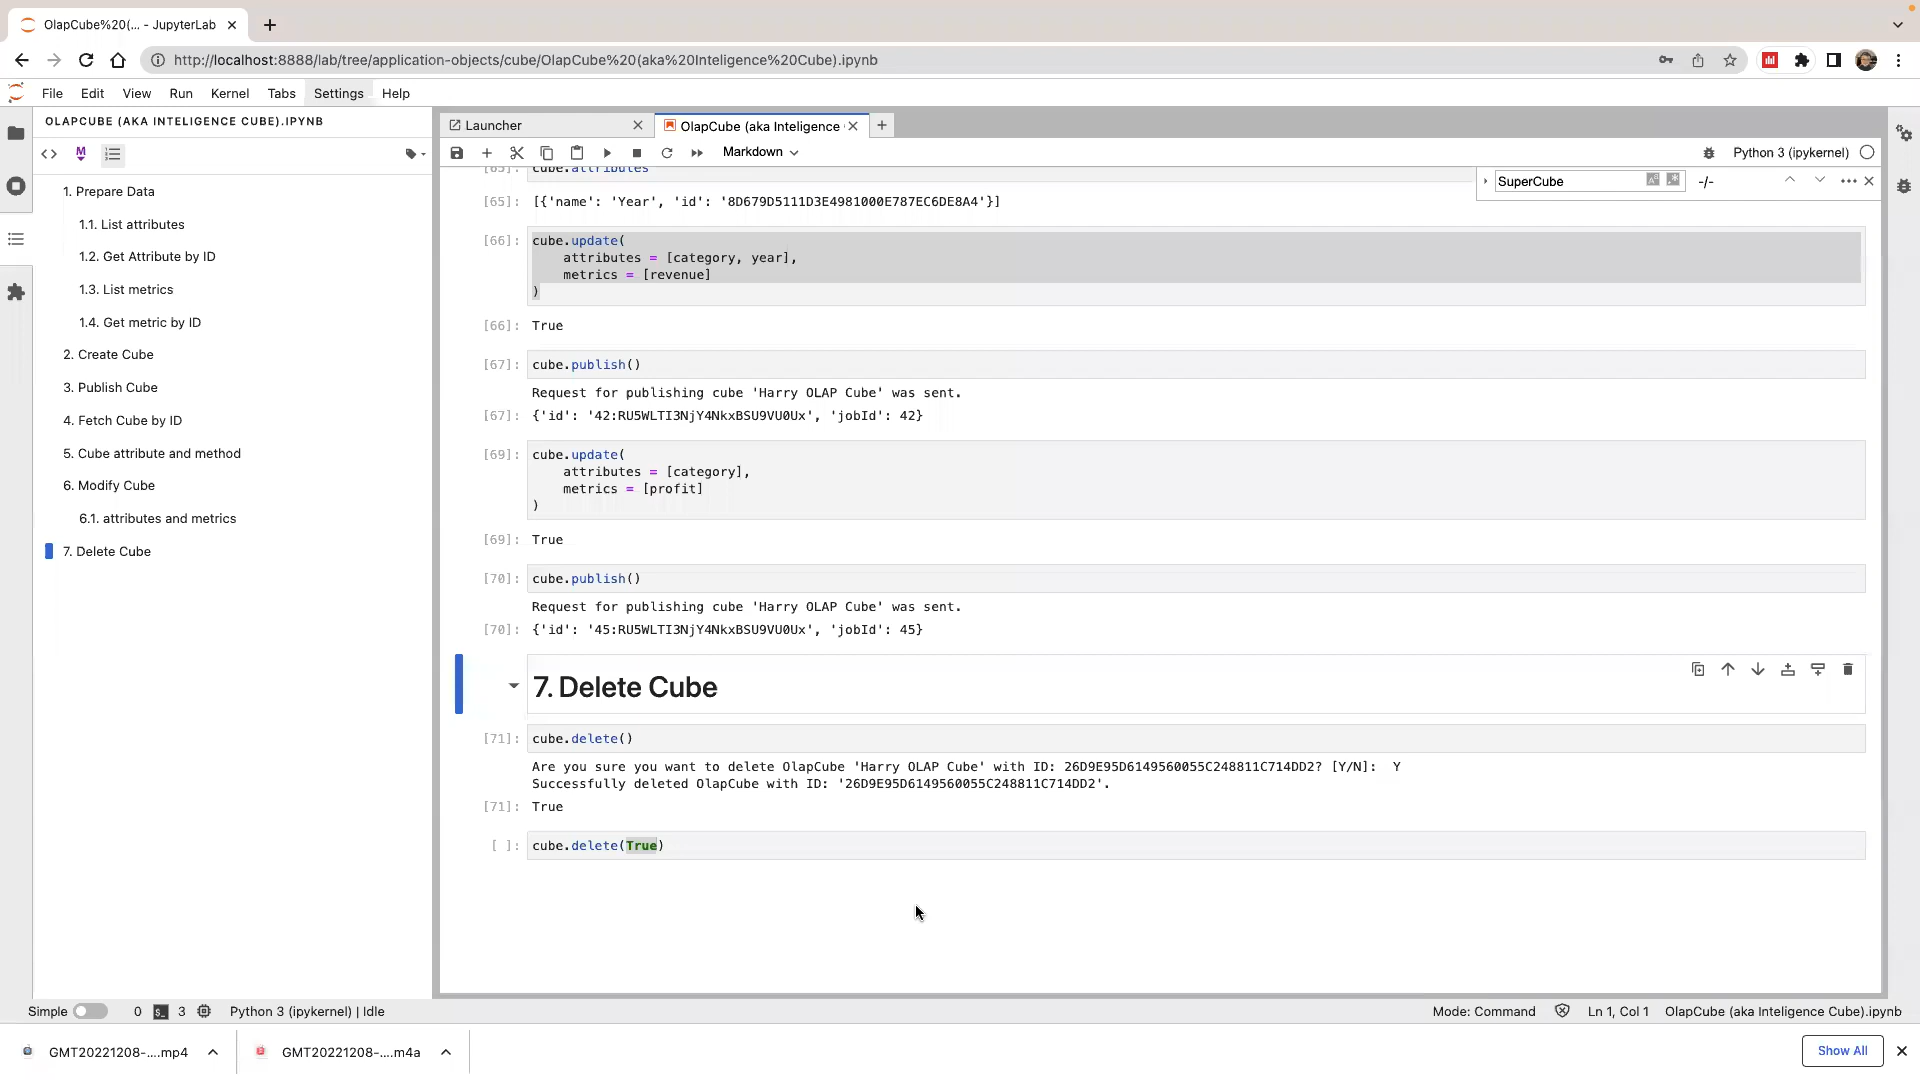 OlapCube%20(... - JupyterLab
http://localhost:8888/lab/tree/application-objects/cube/OlapCube%20(aka%20Inteligence%20Cube).ipynb
File Edit View Run Kernel Tabs Settings Help
OLAPCUBE (AKA INTELIGENCE CUBE).IPYNB
1. Prepare Data
1.1. List attributes
1.2. Get Attribute by ID
1.3. List metrics
1.4. Get metric by ID
2. Create Cube
3. Publish Cube
4. Fetch Cube by ID
5. Cube attribute and method
6. Modify Cube
6.1. attributes and metrics
7. Delete Cube
Launcher
OlapCube (aka Inteligence
Markdown
Python 3 (ipykernel)
SuperCube
-/-
[65]: cube.attributes
[65]: [{'name': 'Year', 'id': '8D679D5111D3E4981000E787EC6DE8A4'}]
[66]: cube.update(
attributes = [category, year],
metrics = [revenue]
)
[66]: True
[67]: cube.publish()
Request for publishing cube 'Harry OLAP Cube' was sent.
[67]: {'id': '42:RU5WLTI3NjY4NkxBSU9VU0Ux', 'jobId': 42}
[69]: cube.update(
attributes = [category],
metrics = [profit]
)
[69]: True
[70]: cube.publish()
Request for publishing cube 'Harry OLAP Cube' was sent.
[70]: {'id': '45:RU5WLTI3NjY4NkxBSU9VU0Ux', 'jobId': 45}
7. Delete Cube
[71]: cube.delete()
Are you sure you want to delete OlapCube 'Harry OLAP Cube' with ID: 26D9E95D6149560055C248811C714DD2? [Y/N]: Y
Successfully deleted OlapCube with ID: '26D9E95D6149560055C248811C714DD2'.
[71]: True
[ ]: cube.delete(True)
Simple 0 3 Python 3 (ipykernel) | Idle
Mode: Command Ln 1, Col 1 OlapCube (aka Inteligence Cube).ipynb
GMT20221208-....mp4
GMT20221208-....m4a
Show All